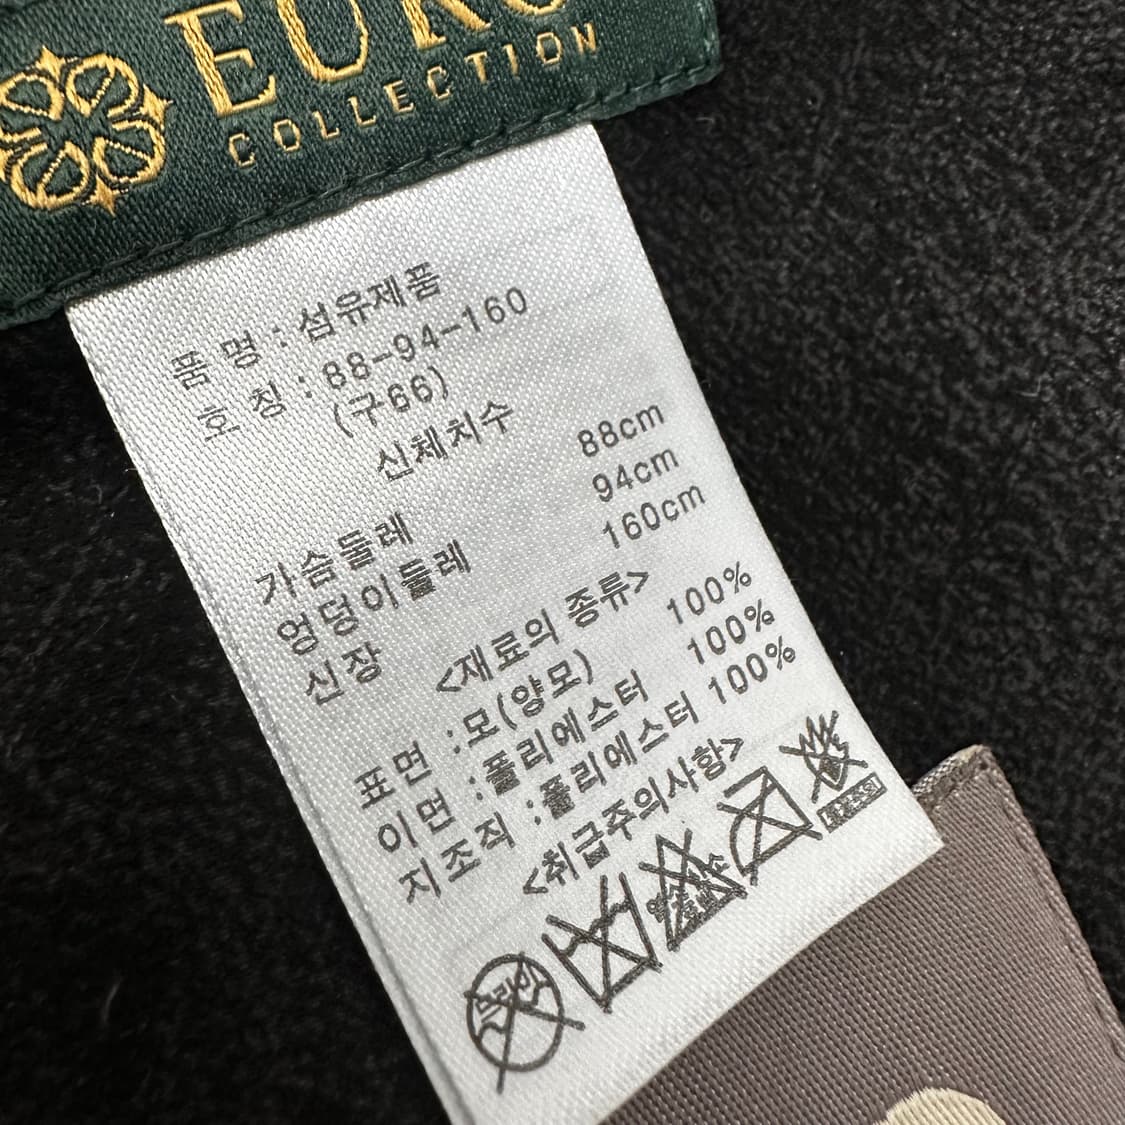 EURO
COLLECTION
품 명 : 섬유제품
호 칭 : 88-94-160
(구66)
신체치수
가슴둘레 88cm
엉덩이둘레 94cm
신장 160cm
<재료의 종류>
표면 :모(양모) 100%
이면 :폴리에스터 100%
지조직 :폴리에스터 100%
<취급주의사항>
드라이